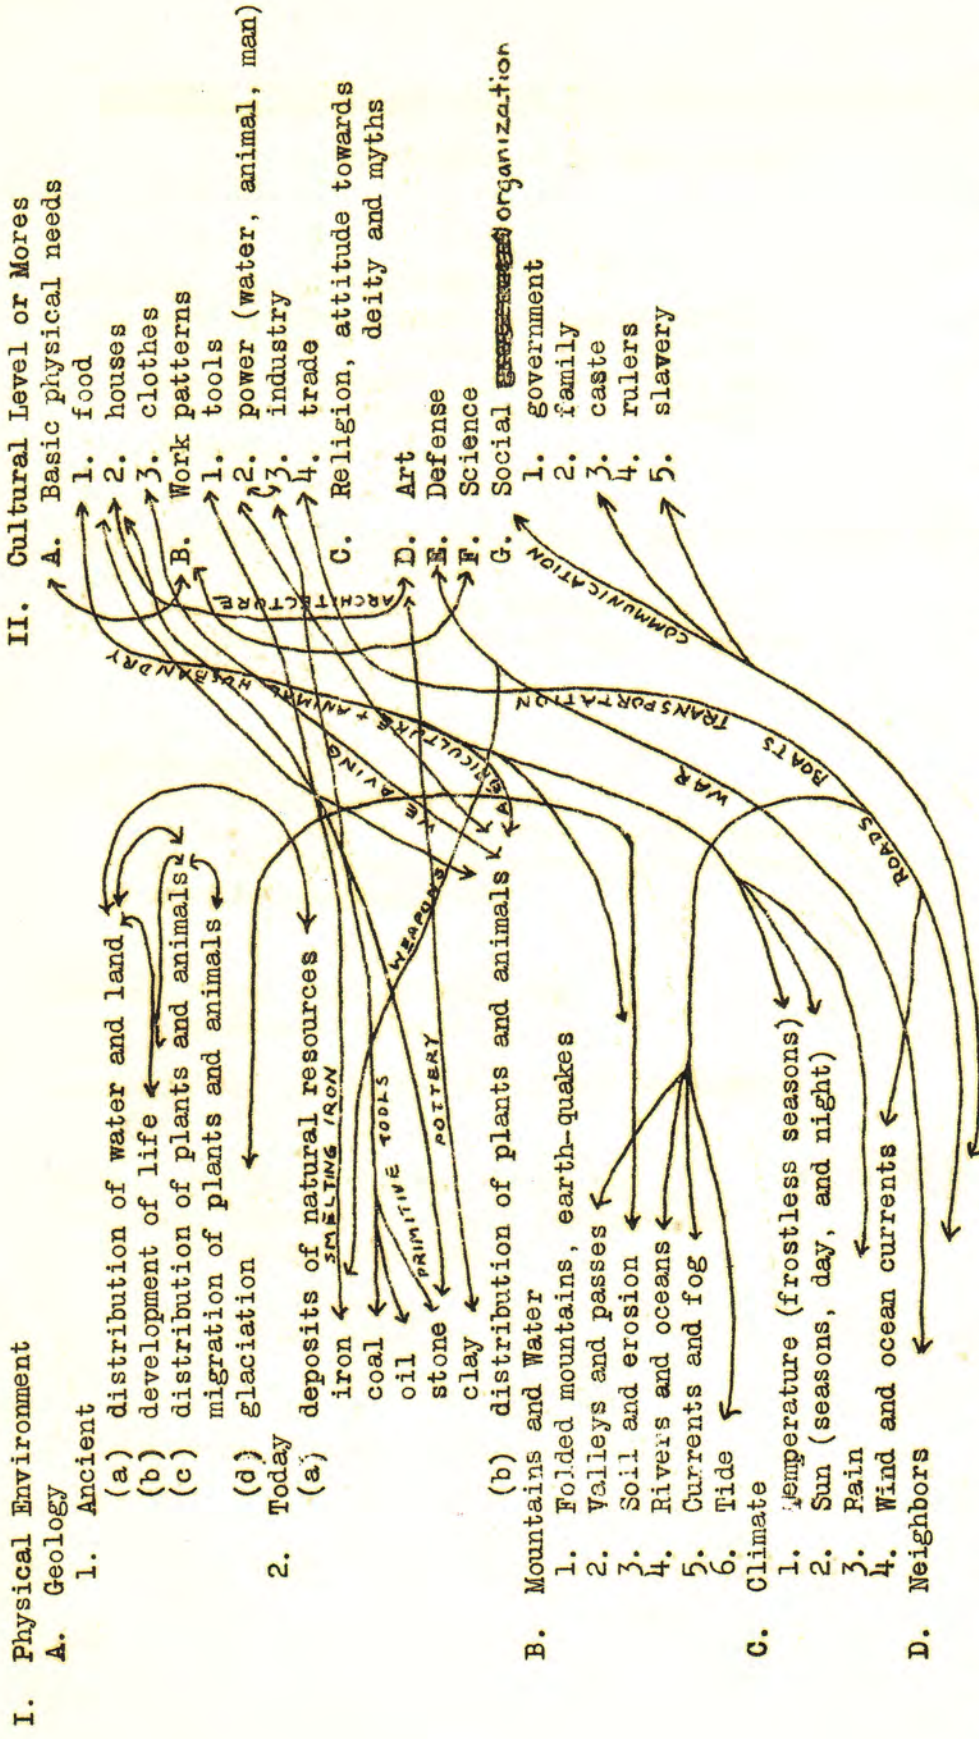 I. Physical Environment
A. Geology
1. Ancient
(a) distribution of water and land
(b) development of life
(c) distribution of plants and animals
migration of plants and animals
(d) glaciation
2. Today
(a) deposits of natural resources
iron
coal
oil
stone
clay
(b) distribution of plants and animals
B. Mountains and Water
1. Folded mountains, earth-quakes
2. Valleys and passes
3. Soil and erosion
4. Rivers and oceans
5. Currents and fog
6. Tide
C. Climate
1. Temperature (frostless seasons)
2. Sun (seasons, day, and night)
3. Rain
4. Wind and ocean currents
D. Neighbors
SMELTING IRON
PRIMITIVE TOOLS
POTTERY
WEAPONS
WEAVING
AGRICULTURE + ANIMAL HUSBANDRY
ARCHITECTURE
WAR
TRANSPORTATION
BOATS
ROADS
COMMUNICATION
II. Cultural Level or Mores
A. Basic physical needs
1. food
2. houses
3. clothes
B. Work patterns
1. tools
2. power (water, animal, man)
3. industry
4. trade
C. Religion, attitude towards
deity and myths
D. Art
E. Defense
F. Science
G. Social organization
1. government
2. family
3. caste
4. rulers
5. slavery